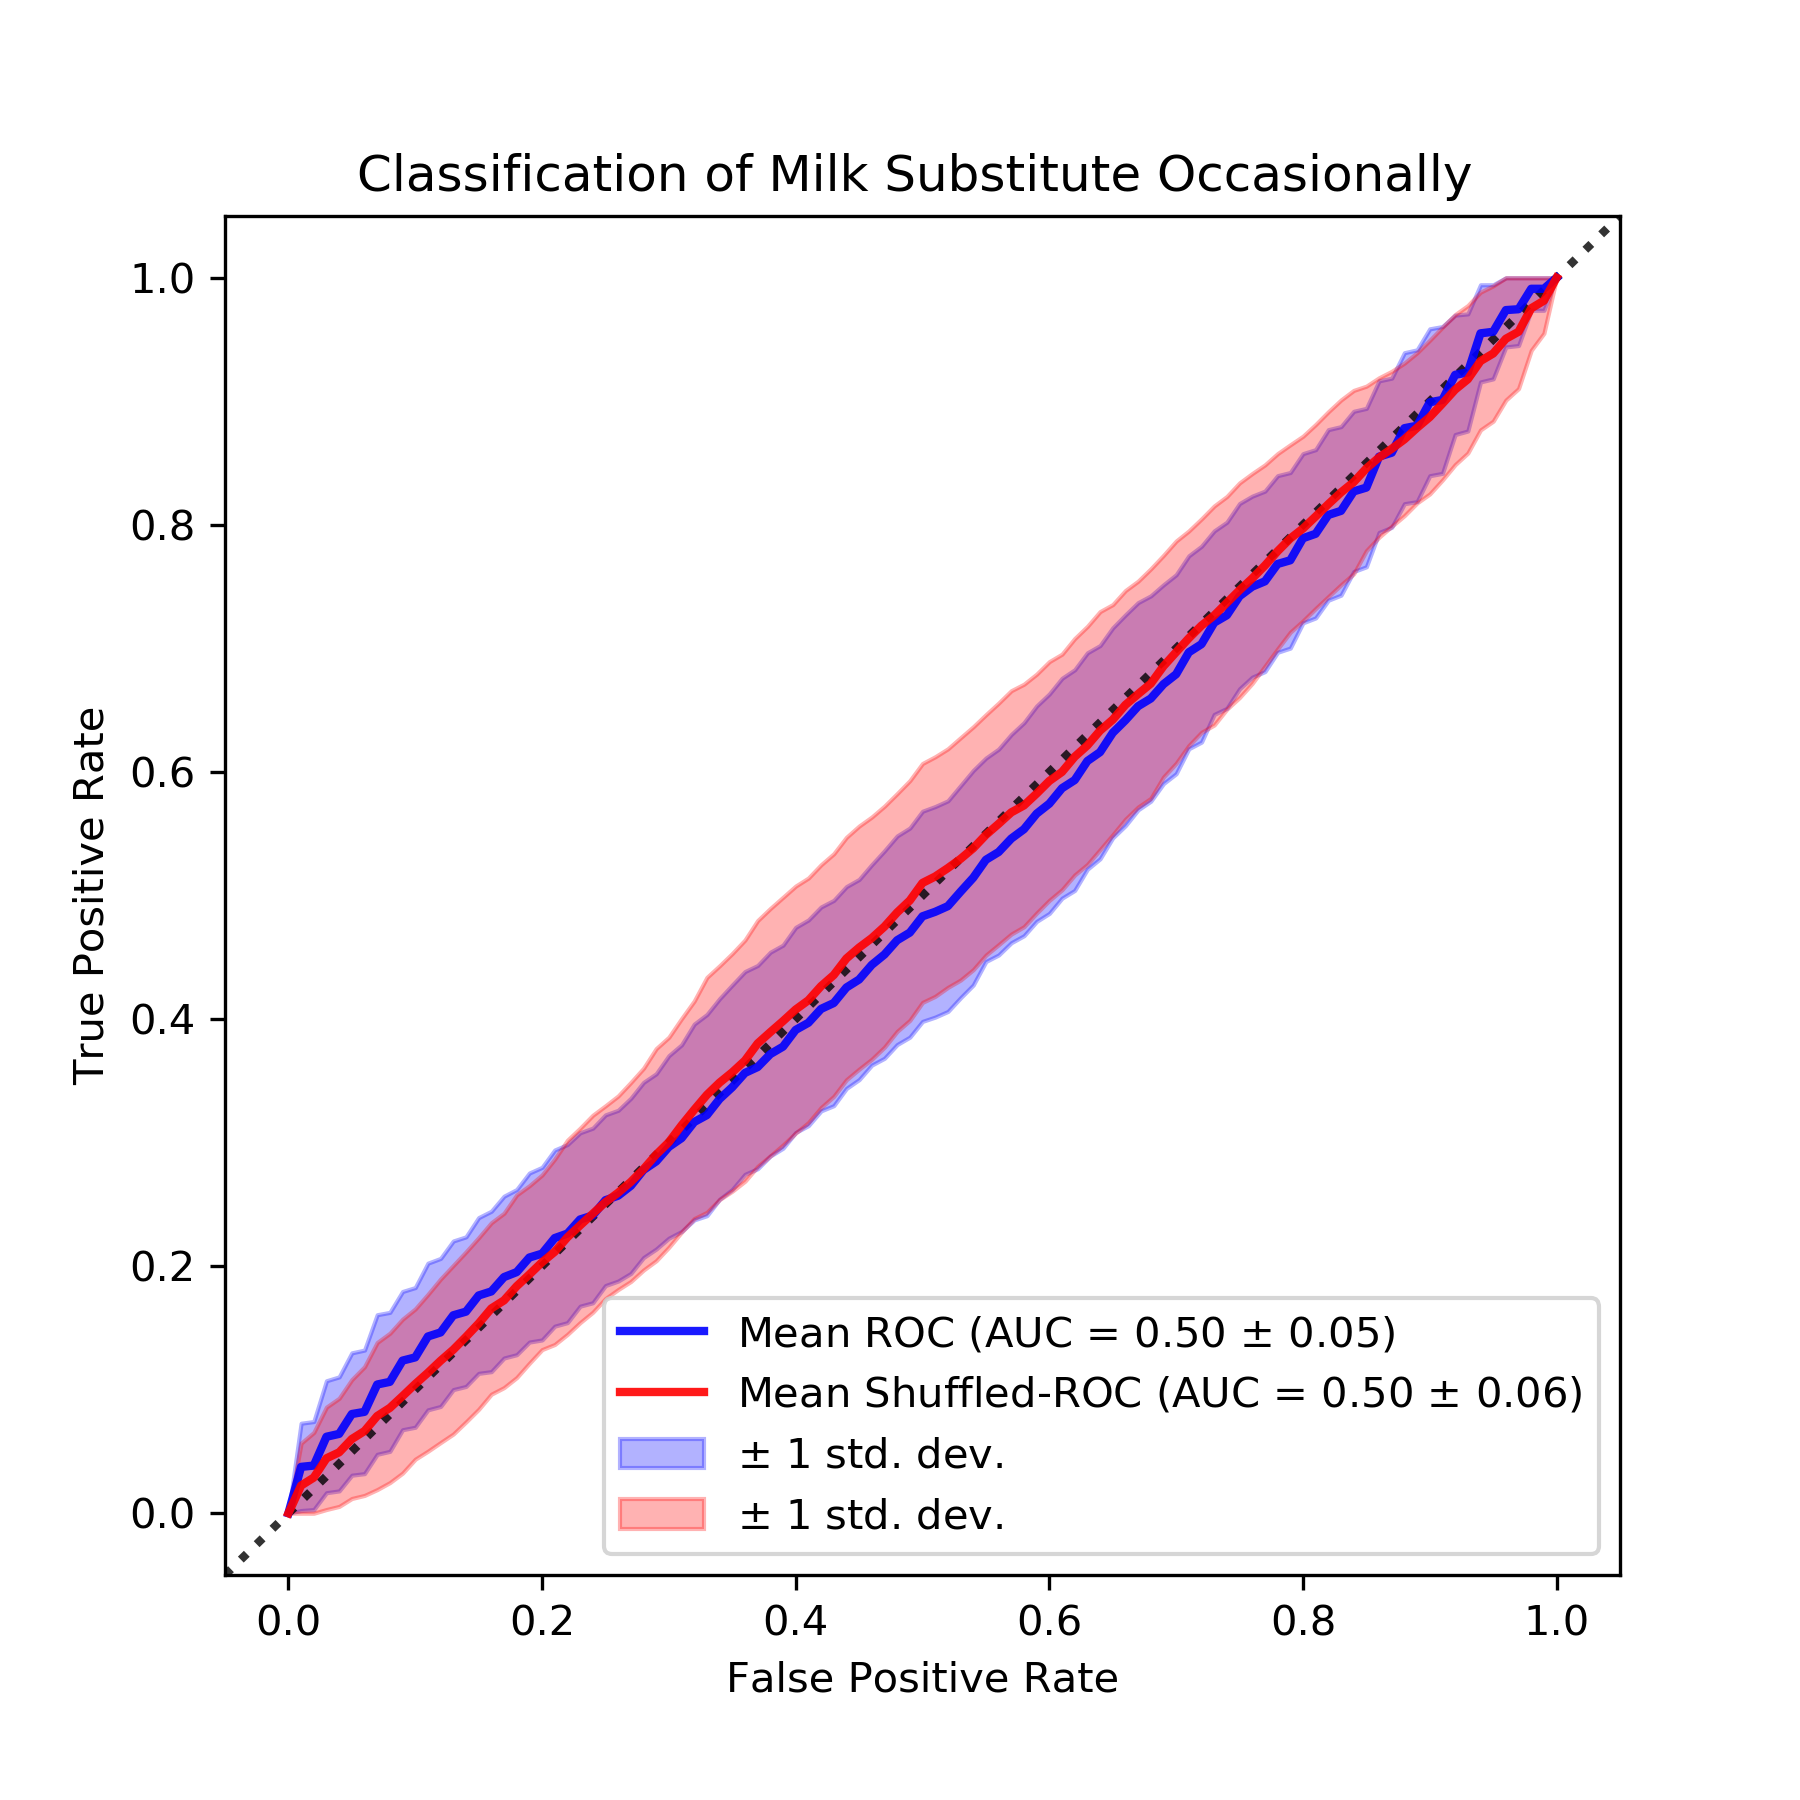 Classification of Milk Substitute Occasionally
1.0
0.8
0.6
0.4
0.2
0.0
True Positive Rate
Mean ROC (AUC = 0.50 ± 0.05)
Mean Shuffled-ROC (AUC = 0.50 ± 0.06)
± 1 std. dev.
± 1 std. dev.
0.0 0.2 0.4 0.6 0.8 1.0
False Positive Rate